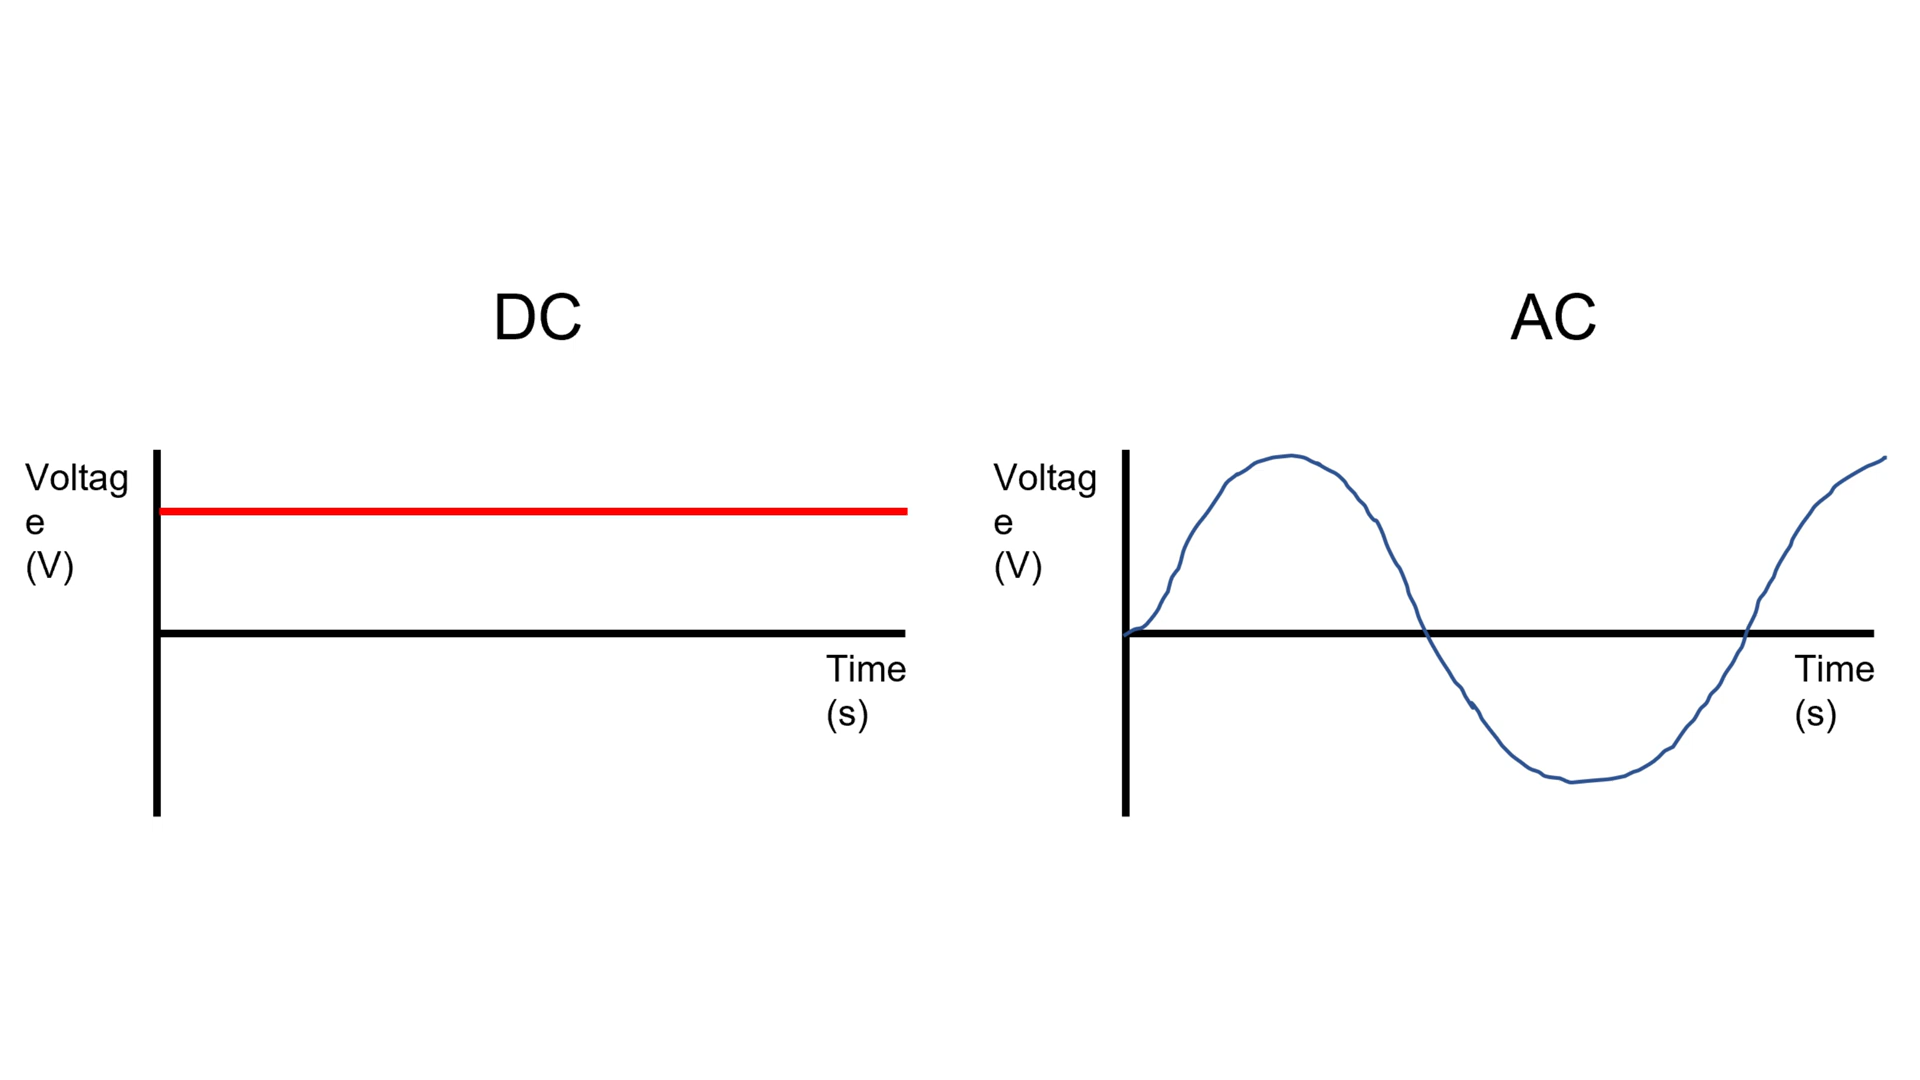 DC
AC
Voltag
e
(V)
Time
(s)
Voltag
e
(V)
Time
(s)